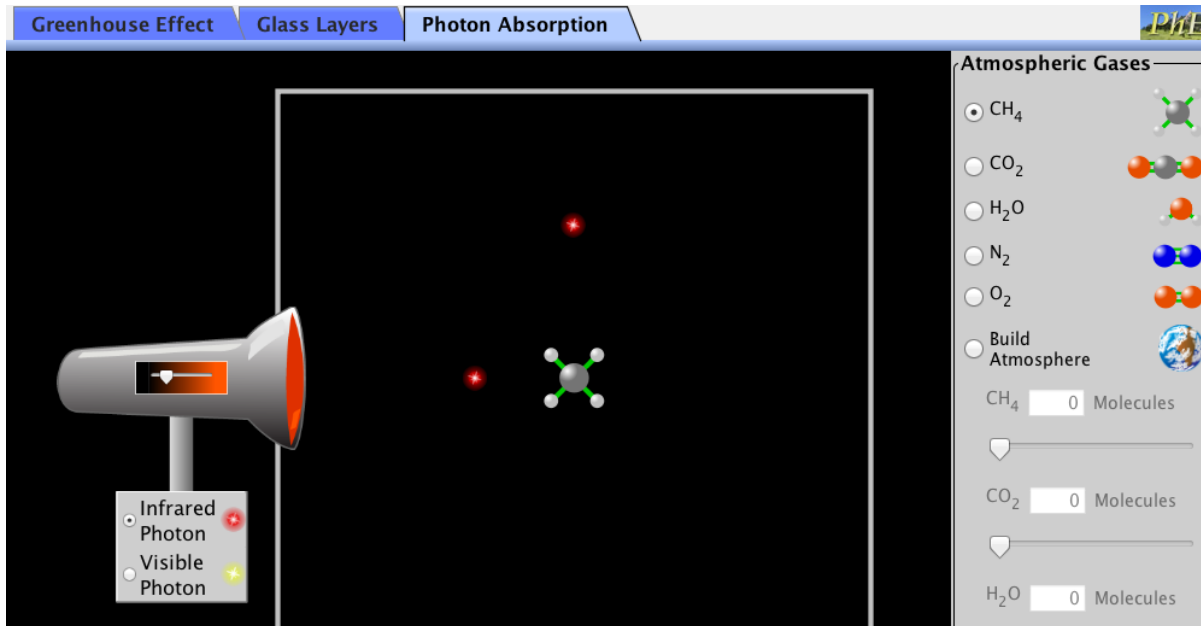 Greenhouse Effect
Glass Layers
Photon Absorption
PhE
Atmospheric Gases
CH4
CO2
H2O
N2
O2
Build
Atmosphere
CH4 0 Molecules
CO2 0 Molecules
H2O 0 Molecules
Infrared
Photon
Visible
Photon